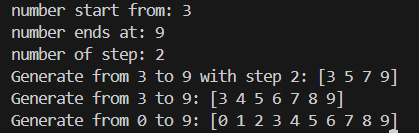 number start from: 3
number ends at: 9
number of step: 2
Generate from 3 to 9 with step 2: [3 5 7 9]
Generate from 3 to 9: [3 4 5 6 7 8 9]
Generate from 0 to 9: [0 1 2 3 4 5 6 7 8 9]